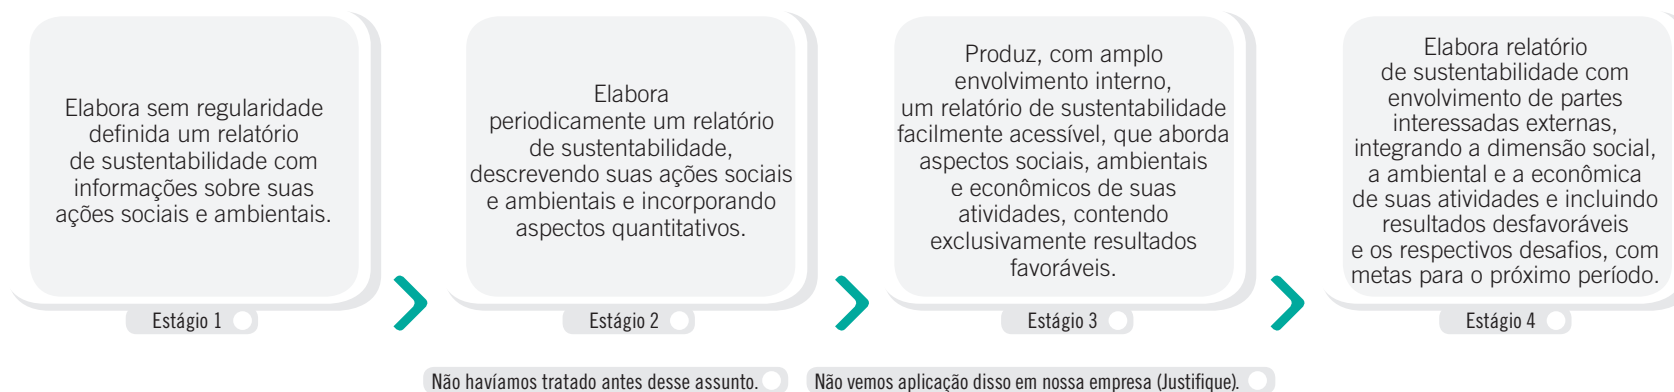 Elabora sem regularidade
definida um relatório
de sustentabilidade com
informações sobre suas
ações sociais e ambientais.
Estágio 1
Elabora
periodicamente um relatório
de sustentabilidade,
descrevendo suas ações sociais
e ambientais e incorporando
aspectos quantitativos.
Estágio 2
Produz, com amplo
envolvimento interno,
um relatório de sustentabilidade
facilmente acessível, que aborda
aspectos sociais, ambientais
e econômicos de suas
atividades, contendo
exclusivamente resultados
favoráveis.
Estágio 3
Elabora relatório
de sustentabilidade com
envolvimento de partes
interessadas externas,
integrando a dimensão social,
a ambiental e a econômica
de suas atividades e incluindo
resultados desfavoráveis
e os respectivos desafios, com
metas para o próximo período.
Estágio 4
Não havíamos tratado antes desse assunto.
Não vemos aplicação disso em nossa empresa (Justifique).